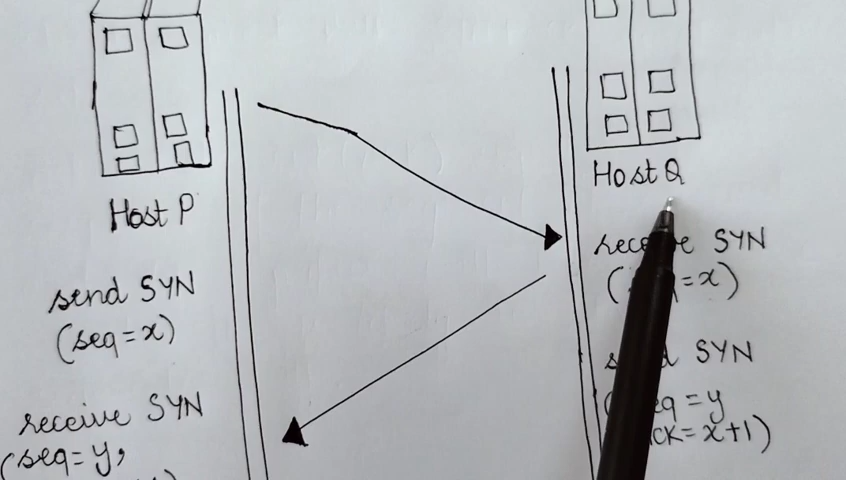 Host P
send SYN
(seq=x)
receive SYN
(seq=y,
Host Q
SYN
=x)
SYN
=y
x+1)